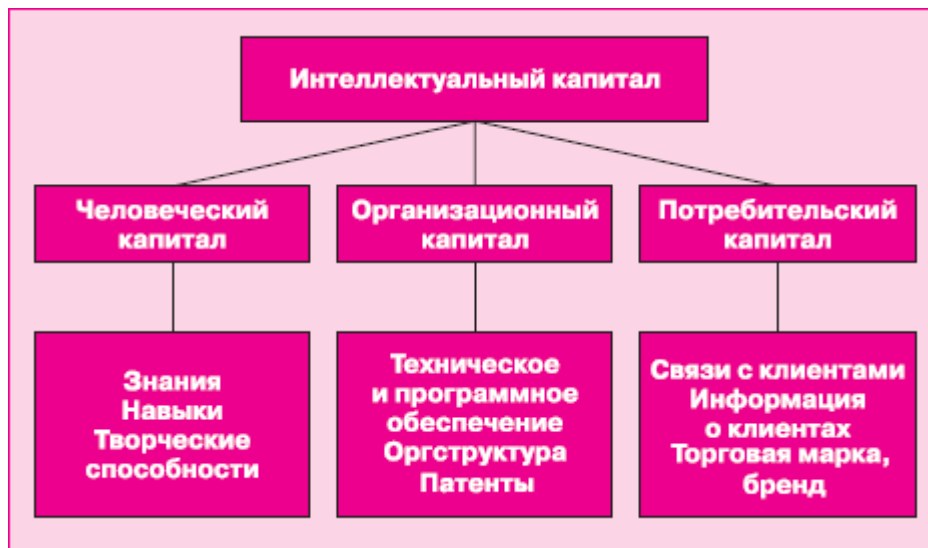 Интеллектуальный капитал
Человеческий
капитал
Организационный
капитал
Потребительский
капитал
Знания
Навыки
Творческие
способности
Техническое
и программное
обеспечение
Оргструктура
Патенты
Связи с клиентами
Информация
о клиентах
Торговая марка,
бренд